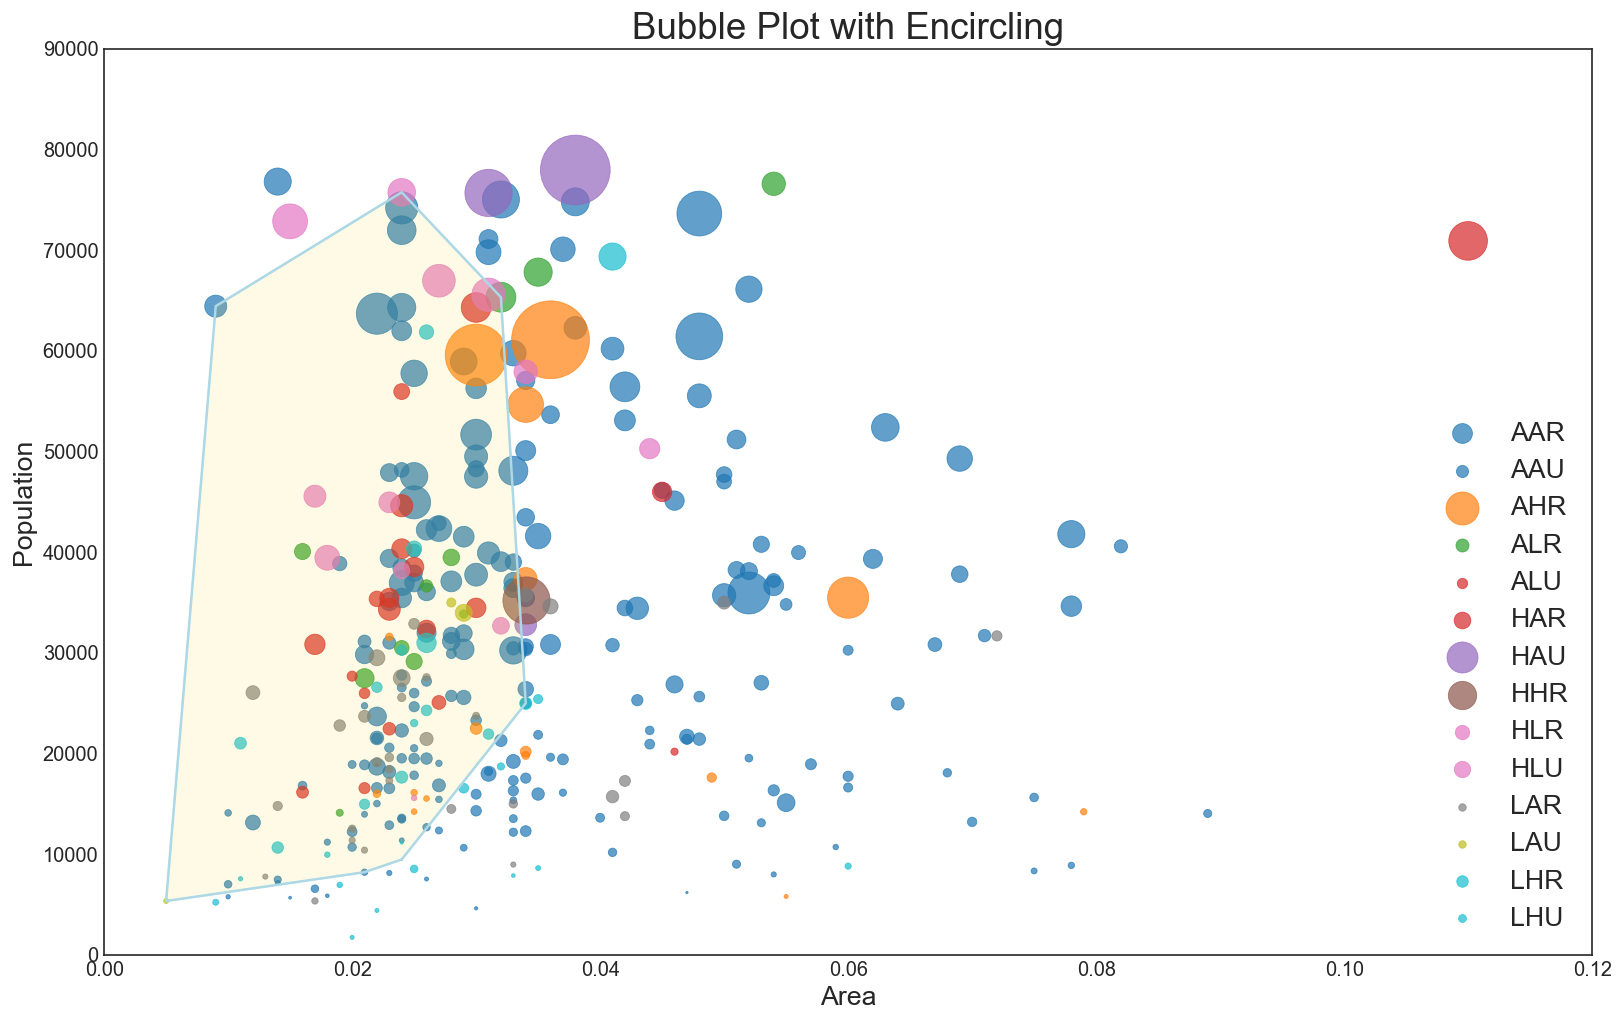 Bubble Plot with Encircling
90000
80000
70000
60000
50000
40000
30000
20000
10000
0
Population
AAR
AAU
AHR
ALR
ALU
HAR
HAU
HHR
HLR
HLU
LAR
LAU
LHR
LHU
0.00 0.02 0.04 0.06 0.08 0.10 0.12
Area